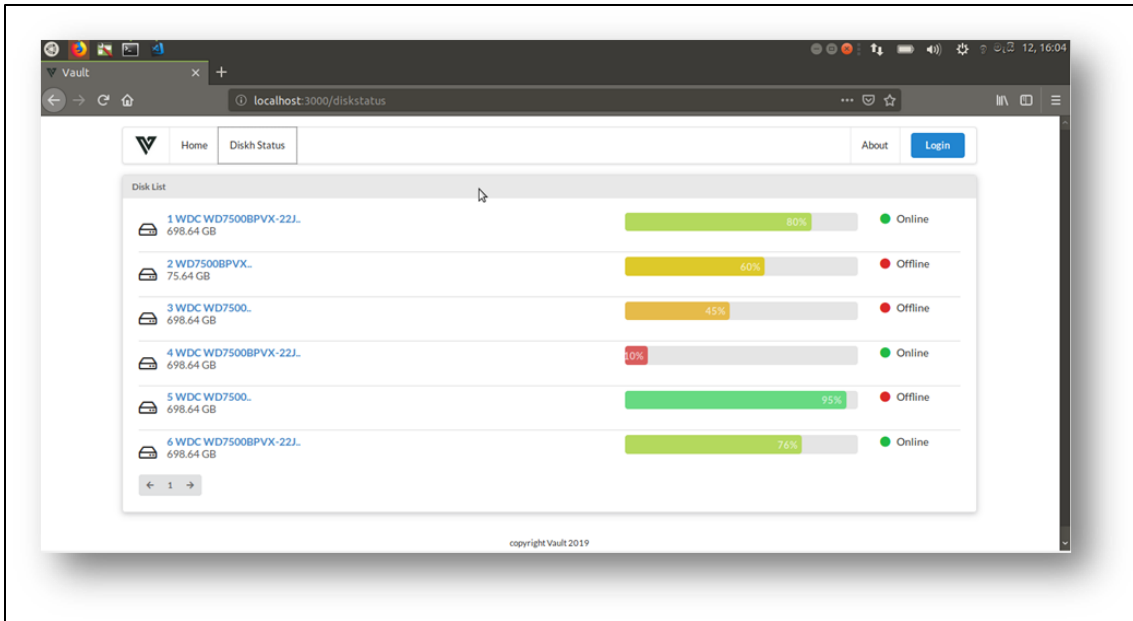 12, 16:04
Vault
localhost:3000/diskstatus
Home Diskh Status About Login
Disk List
1 WDC WD7500BPVX-22J..
698.64 GB
80% Online
2 WD7500BPVX..
75.64 GB
60% Offline
3 WDC WD7500..
698.64 GB
45% Offline
4 WDC WD7500BPVX-22J..
698.64 GB
10% Online
5 WDC WD7500..
698.64 GB
95% Offline
6 WDC WD7500BPVX-22J..
698.64 GB
76% Online
1
copyright Vault 2019